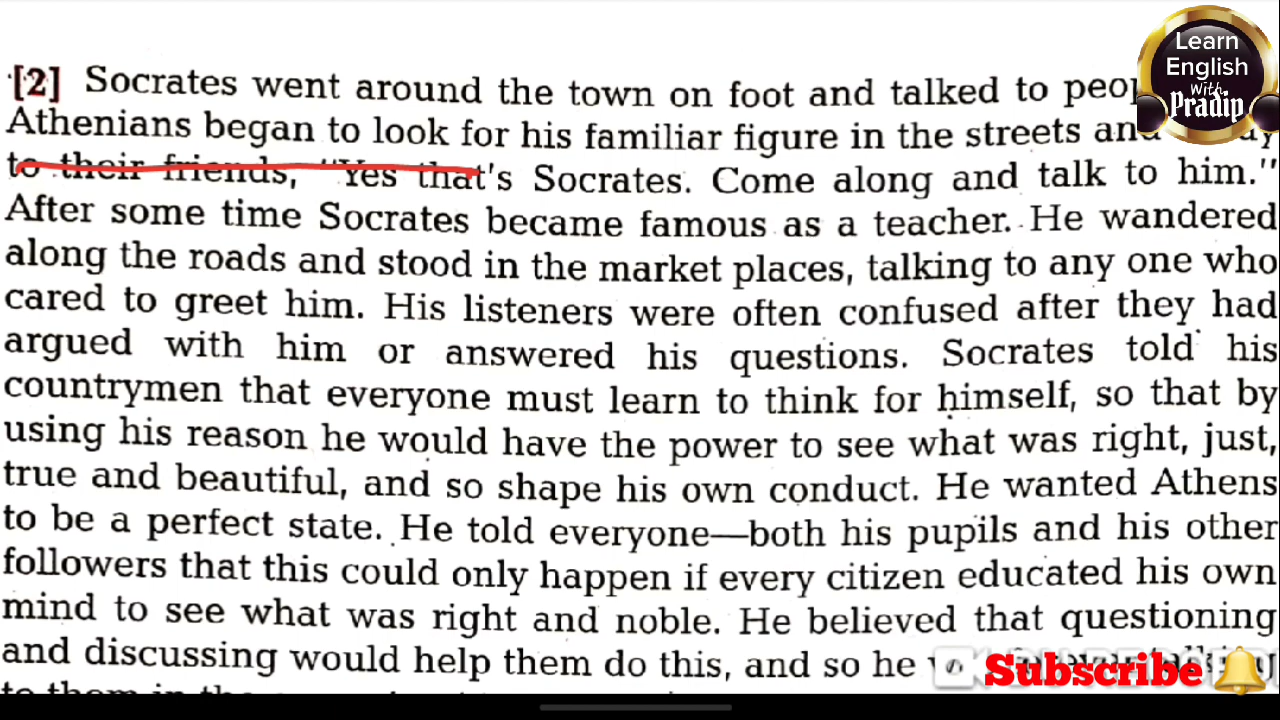 [2] Socrates went around the town on foot and talked to
Athenians began to look for his familiar figure in the streets
to their friends, "Yes that's Socrates. Come along and talk to him."
After some time Socrates became famous as a teacher. He wandered
along the roads and stood in the market places, talking to any one who
cared to greet him. His listeners were often confused after they had
argued with him or answered his questions. Socrates told his
countrymen that everyone must learn to think for himself, so that by
using his reason he would have the power to see what was right, just,
true and beautiful, and so shape his own conduct. He wanted Athens
to be a perfect state. He told everyone—both his pupils and his other
followers that this could only happen if every citizen educated his own
mind to see what was right and noble. He believed that questioning
and discussing would help them do this, and so he
to them in the
Learn
English
With
Pradip
Subscribe